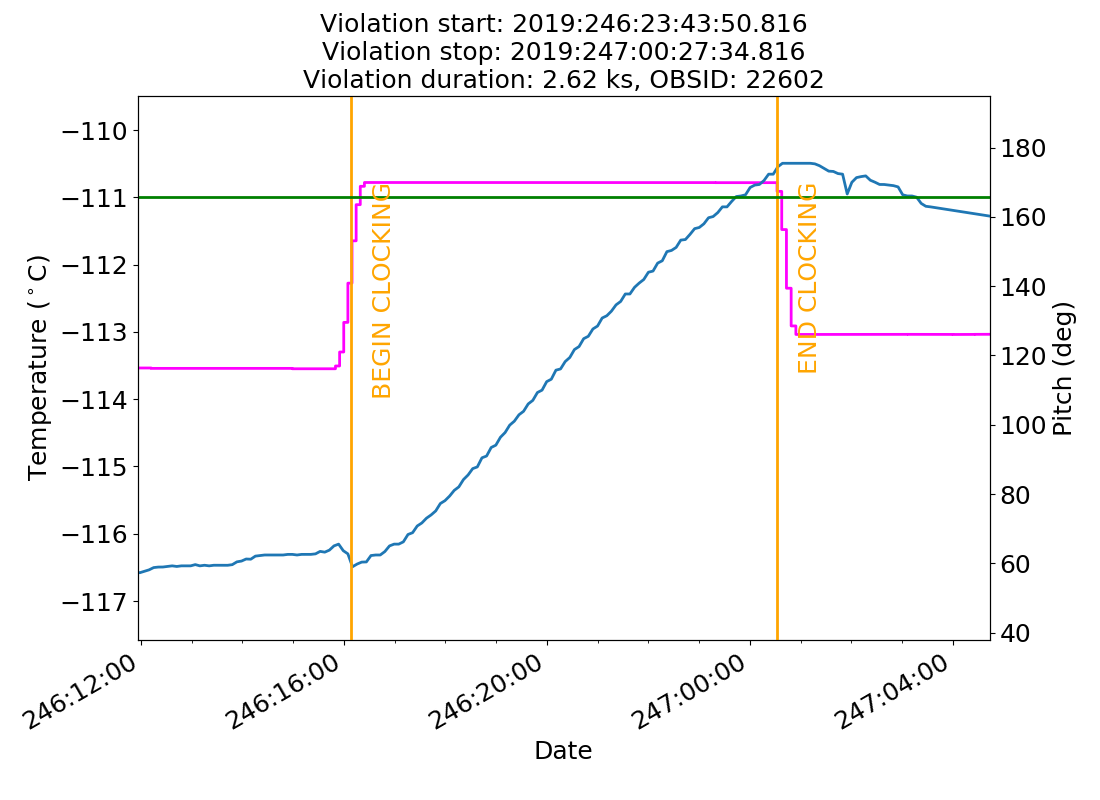 Violation start: 2019:246:23:43:50.816
Violation stop: 2019:247:00:27:34.816
Violation duration: 2.62 ks, OBSID: 22602
−110
−111
−112
−113
−114
−115
−116
−117
Temperature (°C)
BEGIN CLOCKING
END CLOCKING
180
160
140
120
100
80
60
40
Pitch (deg)
246:12:00
246:16:00
246:20:00
247:00:00
247:04:00
Date